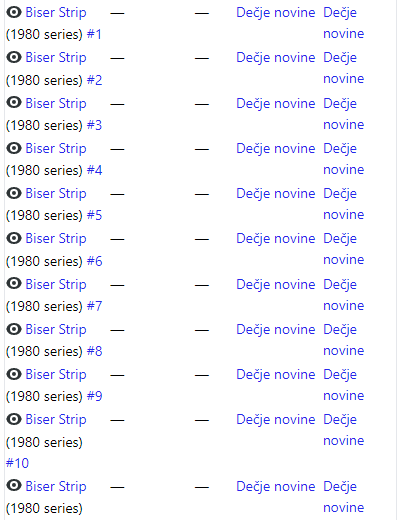 Biser Strip — — Dečje novine Dečje
(1980 series) #1 novine
Biser Strip — — Dečje novine Dečje
(1980 series) #2 novine
Biser Strip — — Dečje novine Dečje
(1980 series) #3 novine
Biser Strip — — Dečje novine Dečje
(1980 series) #4 novine
Biser Strip — — Dečje novine Dečje
(1980 series) #5 novine
Biser Strip — — Dečje novine Dečje
(1980 series) #6 novine
Biser Strip — — Dečje novine Dečje
(1980 series) #7 novine
Biser Strip — — Dečje novine Dečje
(1980 series) #8 novine
Biser Strip — — Dečje novine Dečje
(1980 series) #9 novine
Biser Strip — — Dečje novine Dečje
(1980 series) novine
#10
Biser Strip — — Dečje novine Dečje
(1980 series) novine